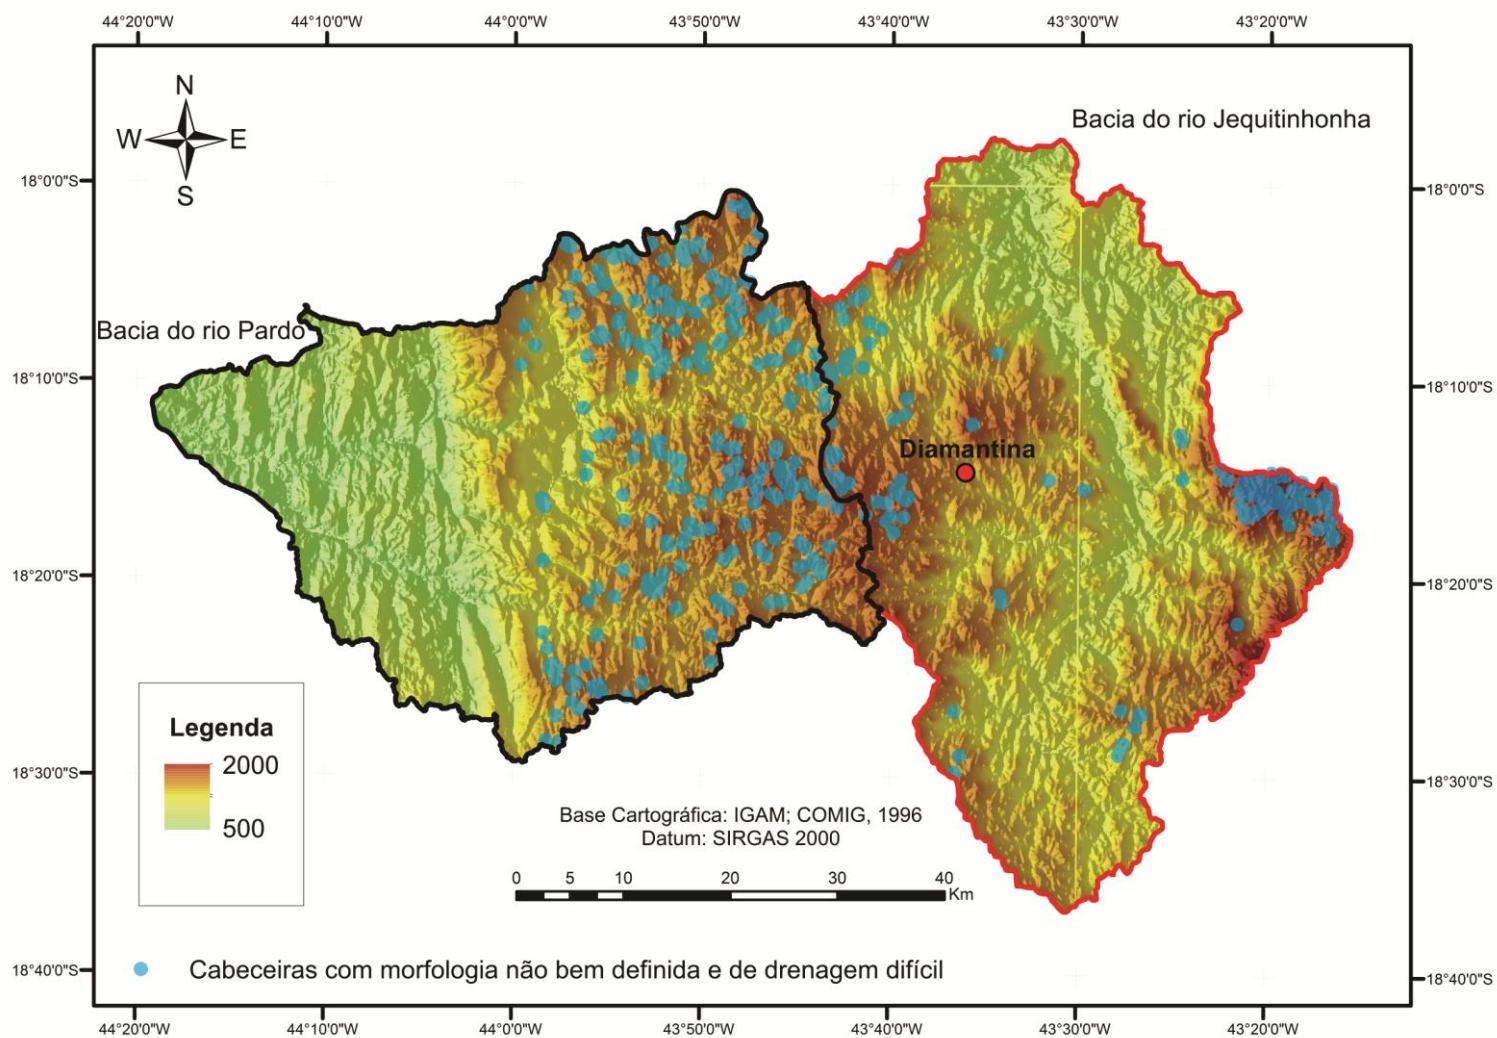 44°20'0"W 44°10'0"W 44°0'0"W 43°50'0"W 43°40'0"W 43°30'0"W 43°20'0"W
N
W E
S
Bacia do rio Jequitinhonha
18°0'0"S 18°0'0"S
Bacia do rio Pardo
18°10'0"S 18°10'0"S
Diamantina
18°20'0"S 18°20'0"S
Legenda
2000
500
18°30'0"S 18°30'0"S
Base Cartográfica: IGAM; COMIG, 1996
Datum: SIRGAS 2000
0 5 10 20 30 40
Km
18°40'0"S 18°40'0"S
Cabeceiras com morfologia não bem definida e de drenagem difícil
44°20'0"W 44°10'0"W 44°0'0"W 43°50'0"W 43°40'0"W 43°30'0"W 43°20'0"W